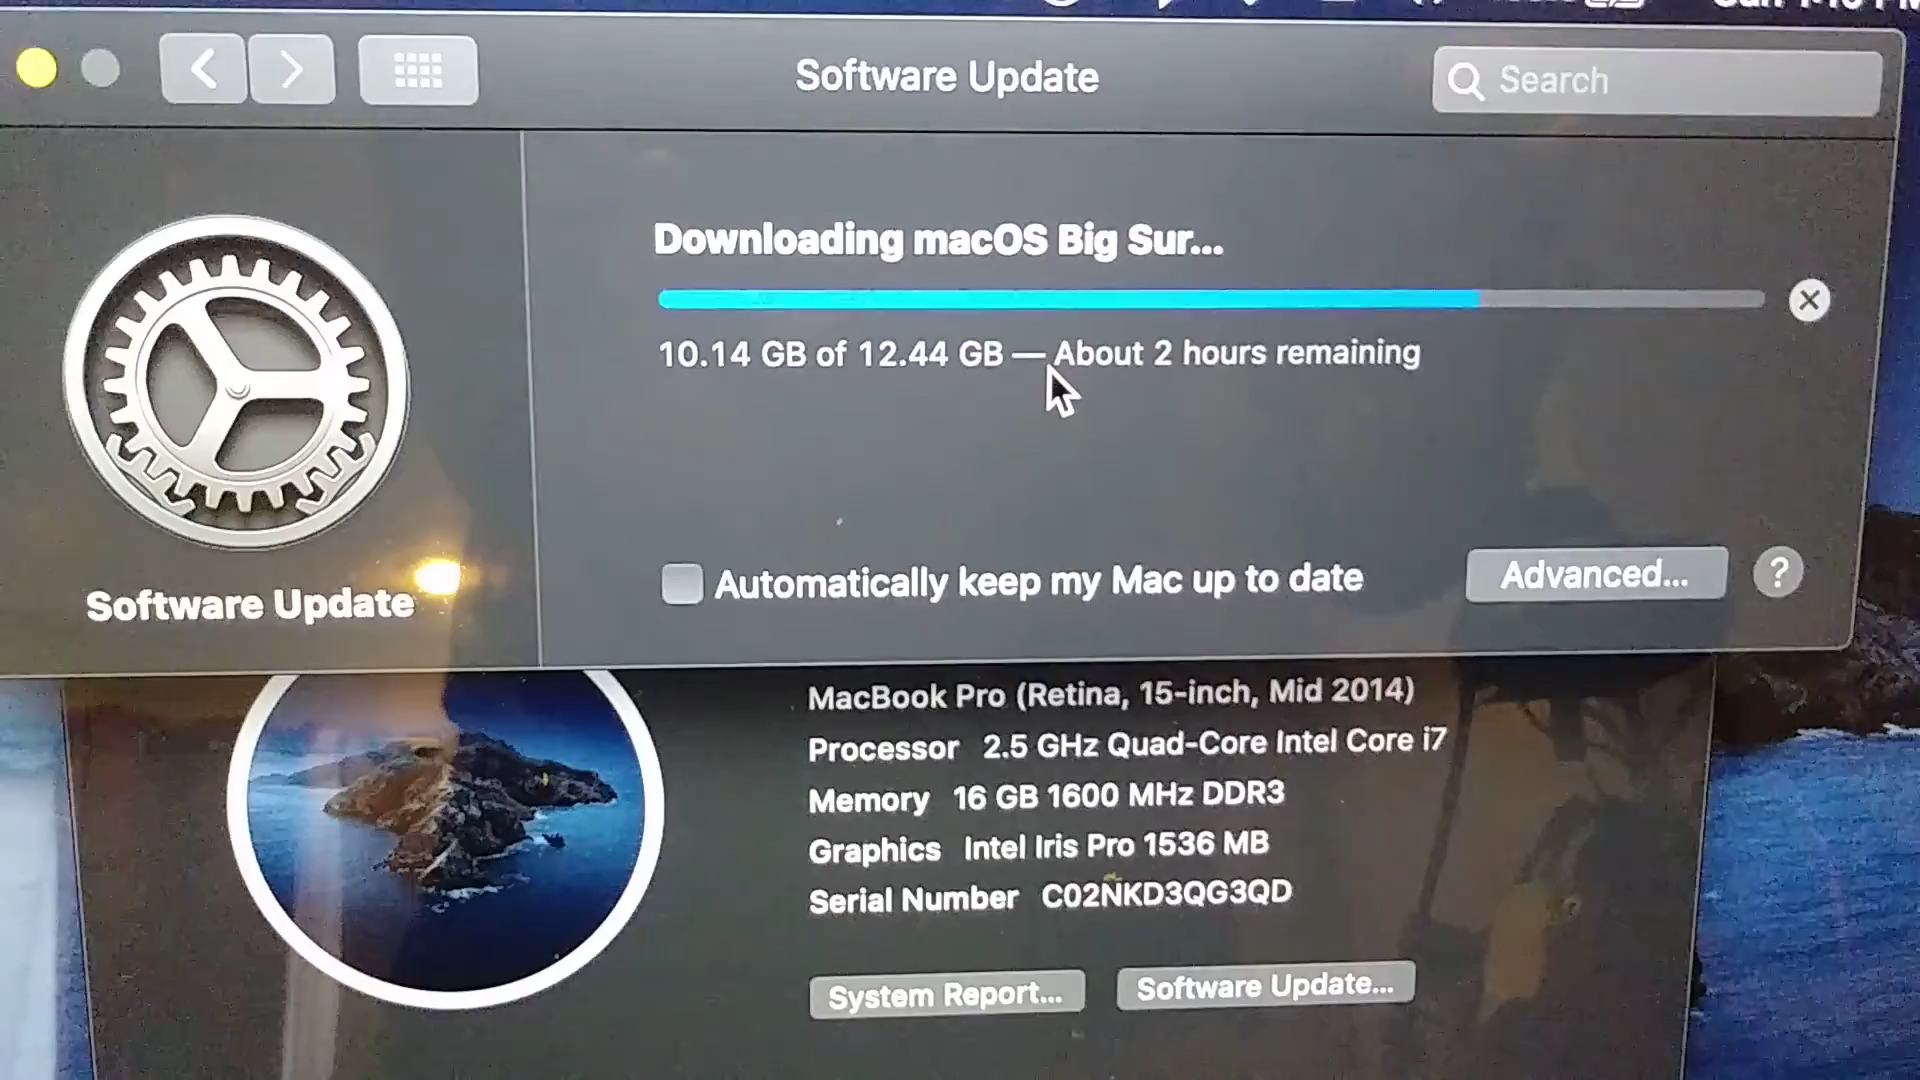 Software Update
Search
Downloading macOS Big Sur...
10.14 GB of 12.44 GB — About 2 hours remaining
Automatically keep my Mac up to date
Advanced...
?
Software Update
MacBook Pro (Retina, 15-inch, Mid 2014)
Processor 2.5 GHz Quad-Core Intel Core i7
Memory 16 GB 1600 MHz DDR3
Graphics Intel Iris Pro 1536 MB
Serial Number C02NKD3QG3QD
System Report...
Software Update...